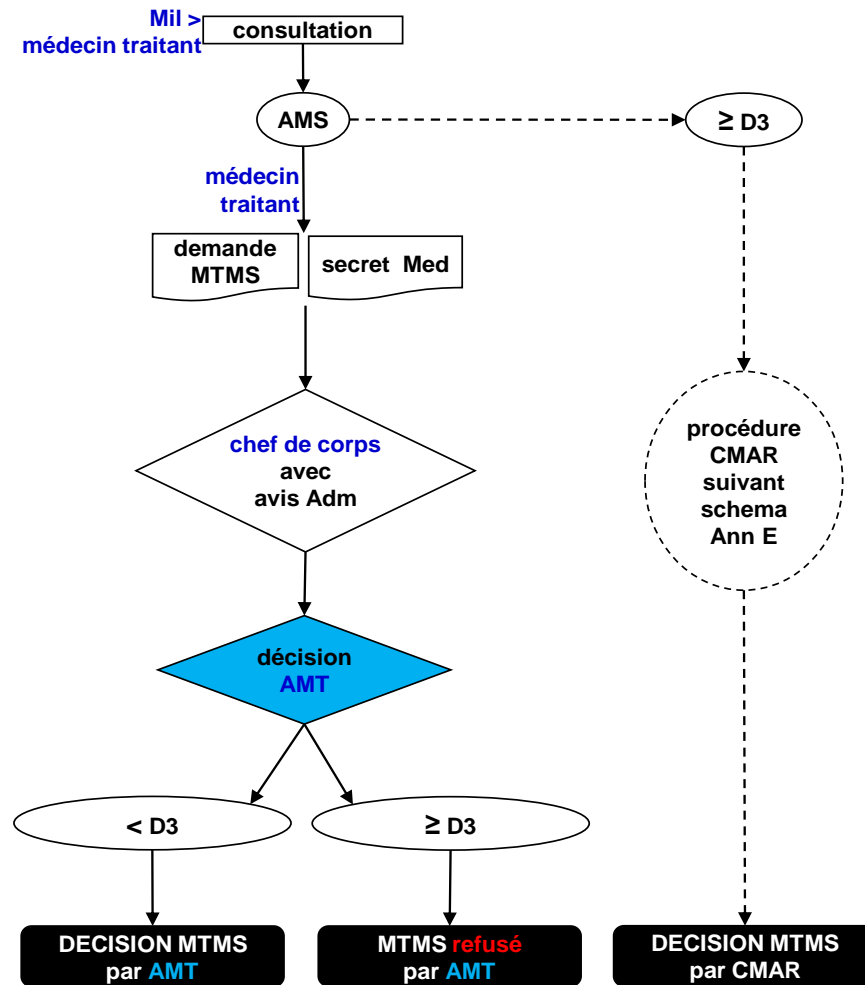 Mil >
médecin traitant
consultation
AMS
≥ D3
médecin
traitant
demande
MTMS
secret Med
chef de corps
avec
avis Adm
procédure
CMAR
suivant
schema
Ann E
décision
AMT
< D3
≥ D3
DECISION MTMS
par AMT
MTMS refusé
par AMT
DECISION MTMS
par CMAR